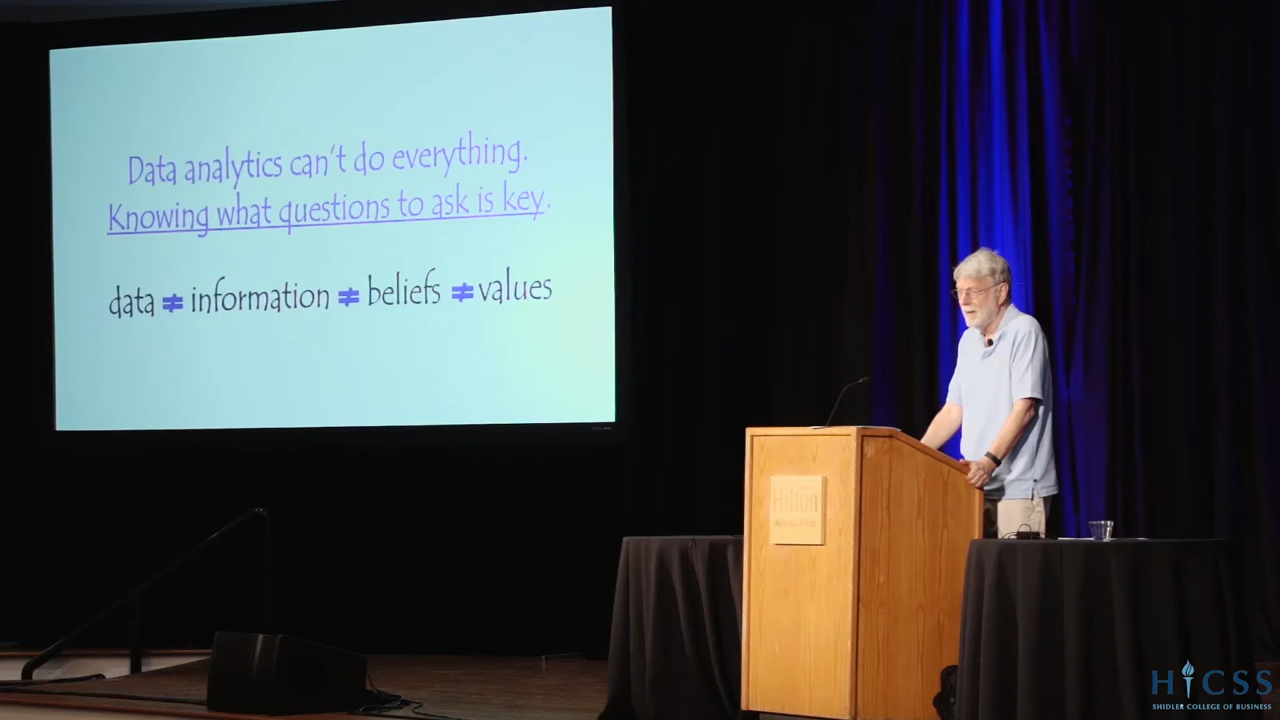 Data analytics can't do everything.
Knowing what questions to ask is key.
data ≠ information ≠ beliefs ≠ values
Hilton
HICSS
SHIDLER COLLEGE OF BUSINESS